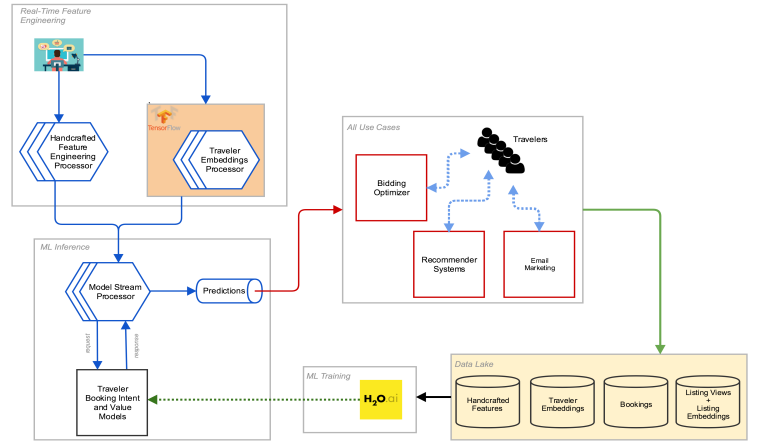 Real-Time Feature
Engineering
Handcrafted
Feature
Engineering
Processor
TensorFlow
Traveler
Embeddings
Processor
All Use Cases
Travelers
Bidding
Optimizer
Recommender
Systems
Email
Marketing
ML Inference
Model Stream
Processor
Predictions
request
response
Traveler
Booking Intent
and Value
Models
ML Training
H2O.ai
Data Lake
Handcrafted
Features
Traveler
Embeddings
Bookings
Listing Views
+
Listing
Embeddings